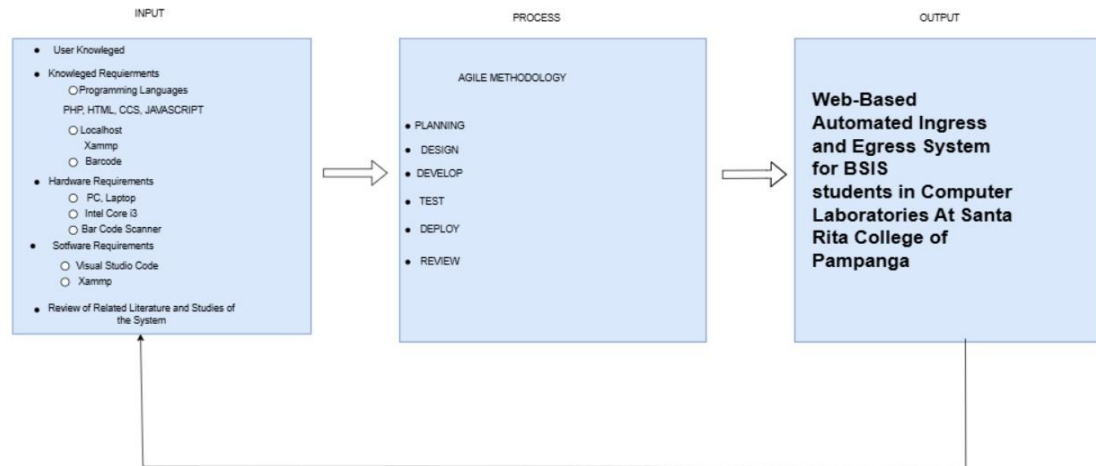 INPUT
● User Knowleged
● Knowleged Requierments
○ Programming Languages
PHP, HTML, CCS, JAVASCRIPT
○ Localhost
Xammp
○ Barcode
● Hardware Requirements
○ PC, Laptop
○ Intel Core i3
○ Bar Code Scanner
● Sotfware Requirements
○ Visual Studio Code
○ Xammp
● Review of Related Literature and Studies of
the System
PROCESS
AGILE METHODOLOGY
● PLANNING
● DESIGN
● DEVELOP
● TEST
● DEPLOY
● REVIEW
OUTPUT
Web-Based
Automated Ingress
and Egress System
for BSIS
students in Computer
Laboratories At Santa
Rita College of
Pampanga